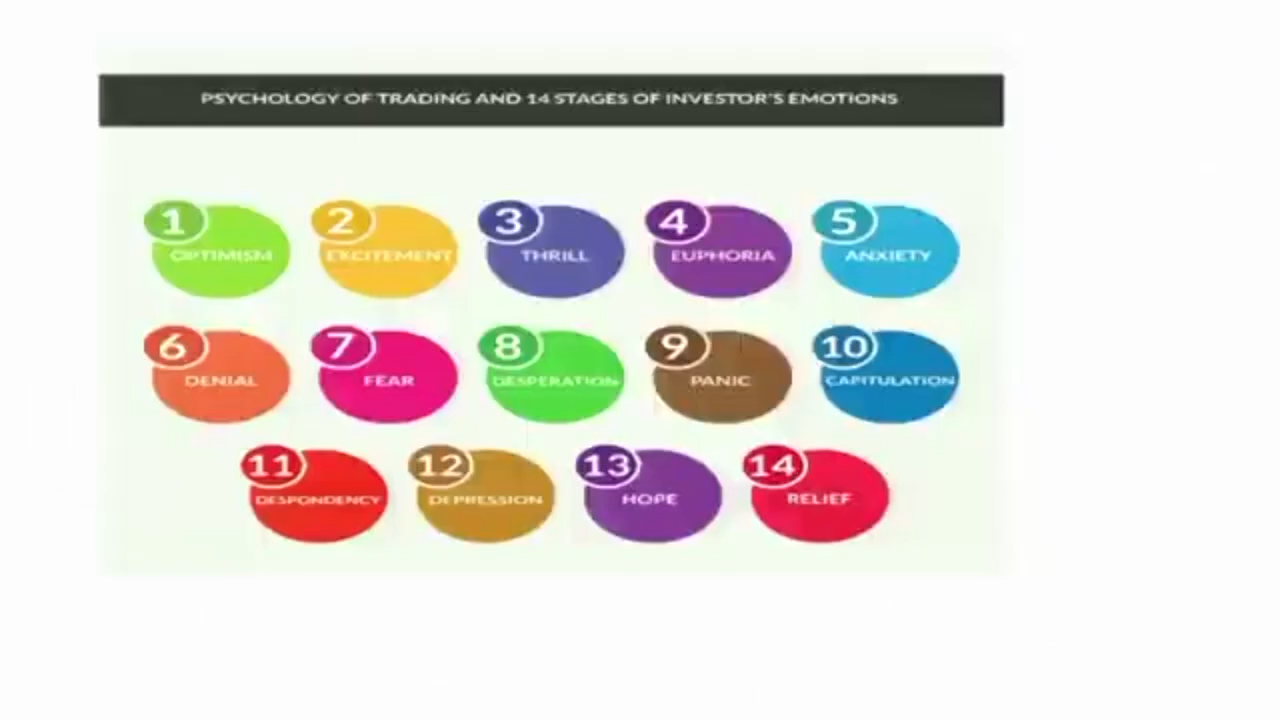 PSYCHOLOGY OF TRADING AND 14 STAGES OF INVESTOR'S EMOTIONS
1 2 3 4 5
OPTIMISM EXCITEMENT THRILL EUPHORIA ANXIETY
6 7 8 9 10
DENIAL FEAR DESPERATION PANIC CAPITULATION
11 12 13 14
DESPONDENCY DEPRESSION HOPE RELIEF